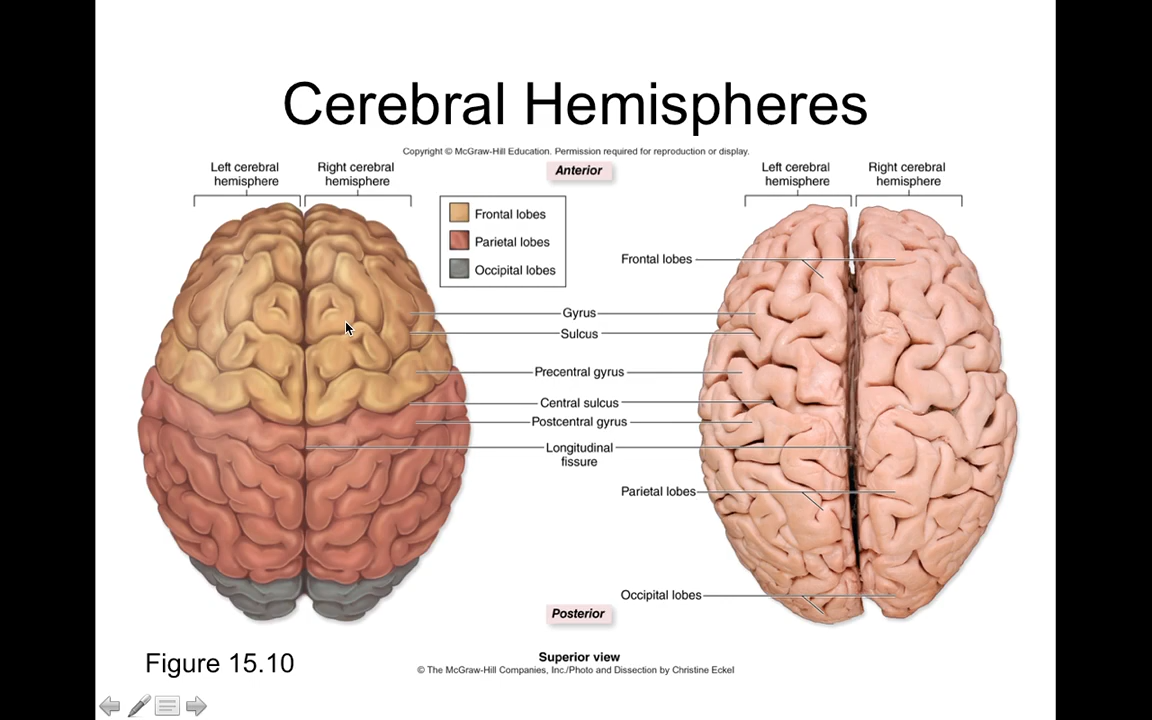 Cerebral Hemispheres
Copyright © McGraw-Hill Education. Permission required for reproduction or display.
Left cerebral
hemisphere
Right cerebral
hemisphere
Anterior
Left cerebral
hemisphere
Right cerebral
hemisphere
Frontal lobes
Parietal lobes
Occipital lobes
Frontal lobes
Gyrus
Sulcus
Precentral gyrus
Central sulcus
Postcentral gyrus
Longitudinal
fissure
Parietal lobes
Occipital lobes
Posterior
Superior view
© The McGraw-Hill Companies, Inc./Photo and Dissection by Christine Eckel
Figure 15.10